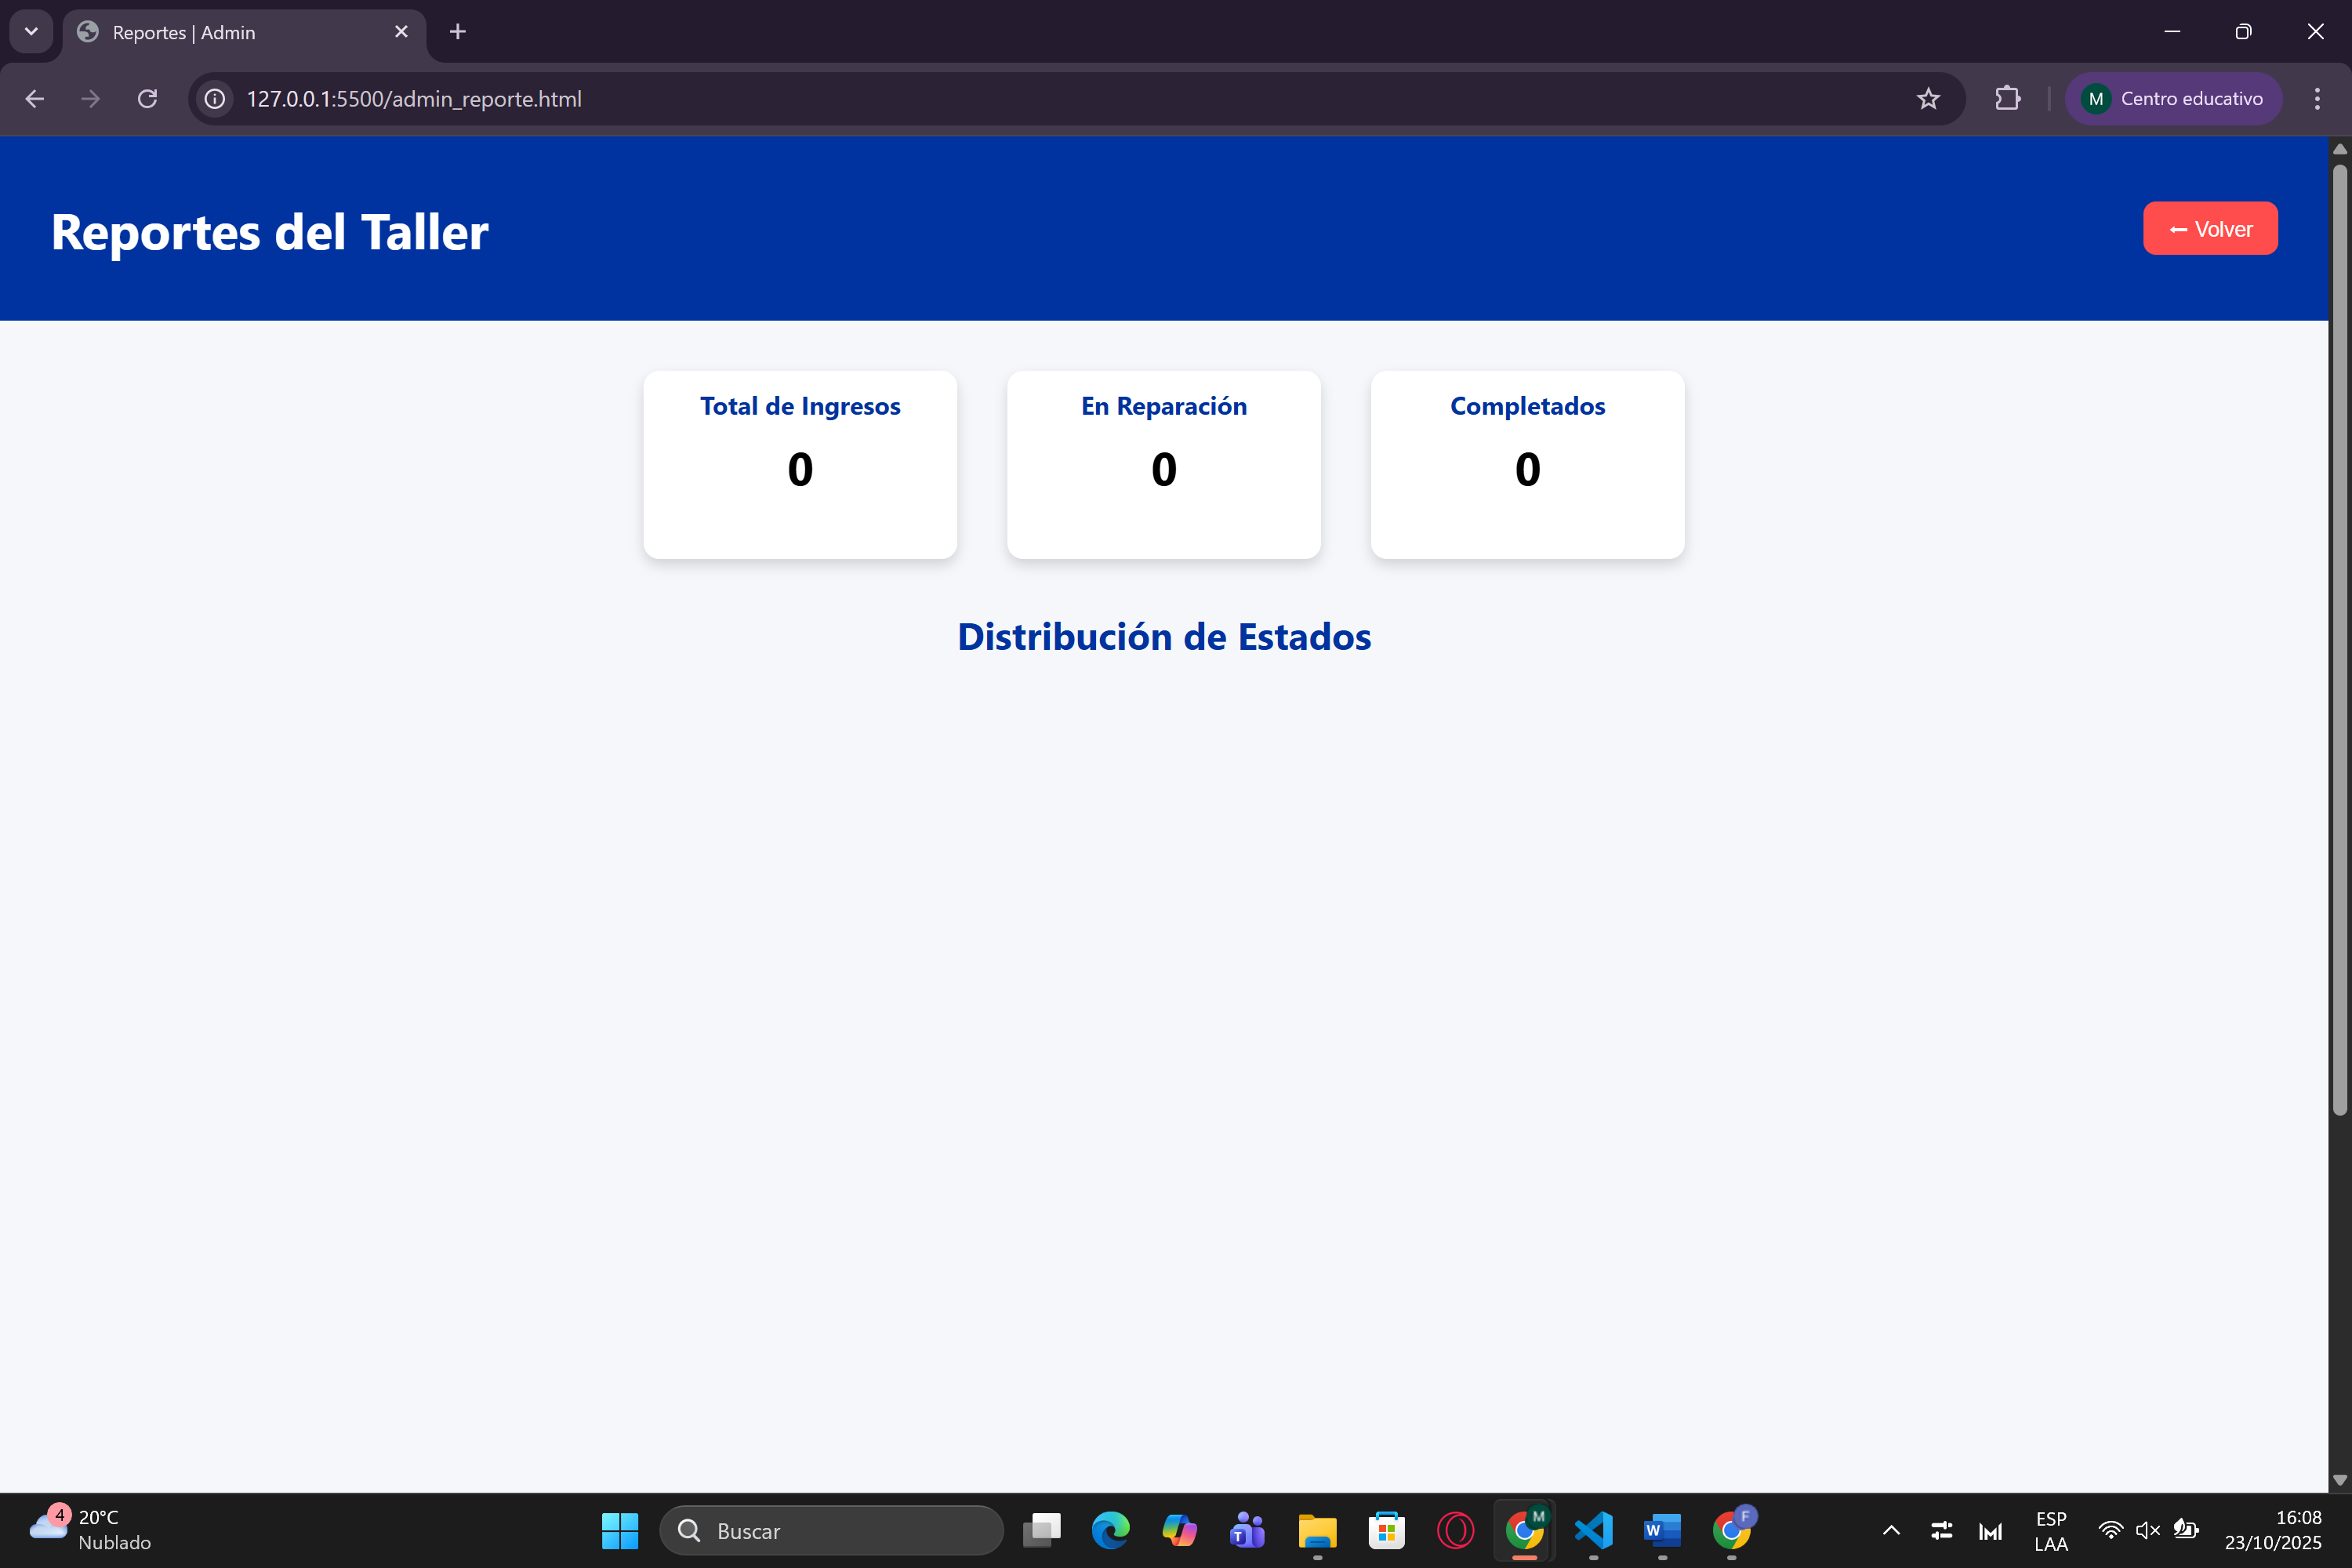 Reportes | Admin
127.0.0.1:5500/admin_reporte.html
M Centro educativo
Reportes del Taller
← Volver
Total de Ingresos
0
En Reparación
0
Completados
0
Distribución de Estados
4
20°C
Nublado
Buscar
T
M
W
F
ESP
LAA
16:08
23/10/2025